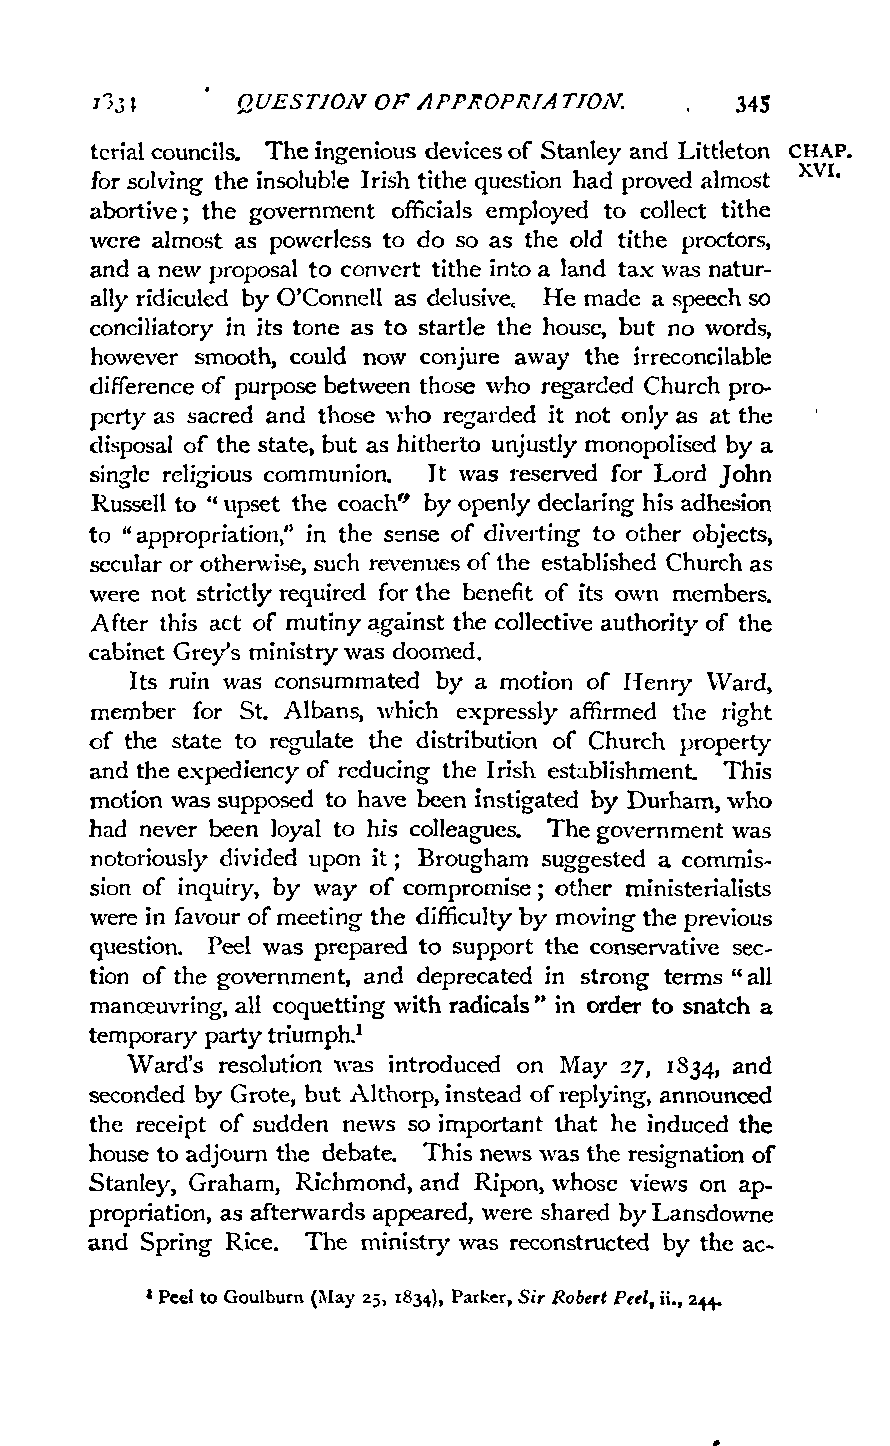 1834 QUESTION OF APPROPRIATION. 345
terial councils. The ingenious devices of Stanley and Littleton CHAP.
for solving the insoluble Irish tithe question had proved almost XVI.
abortive; the government officials employed to collect tithe
were almost as powerless to do so as the old tithe proctors,
and a new proposal to convert tithe into a land tax was natur-
ally ridiculed by O'Connell as delusive. He made a speech so
conciliatory in its tone as to startle the house, but no words,
however smooth, could now conjure away the irreconcilable
difference of purpose between those who regarded Church pro-
perty as sacred and those who regarded it not only as at the
disposal of the state, but as hitherto unjustly monopolised by a
single religious communion. It was reserved for Lord John
Russell to "upset the coach" by openly declaring his adhesion
to "appropriation," in the sense of diverting to other objects,
secular or otherwise, such revenues of the established Church as
were not strictly required for the benefit of its own members.
After this act of mutiny against the collective authority of the
cabinet Grey's ministry was doomed.
Its ruin was consummated by a motion of Henry Ward,
member for St. Albans, which expressly affirmed the right
of the state to regulate the distribution of Church property
and the expediency of reducing the Irish establishment. This
motion was supposed to have been instigated by Durham, who
had never been loyal to his colleagues. The government was
notoriously divided upon it; Brougham suggested a commis-
sion of inquiry, by way of compromise; other ministerialists
were in favour of meeting the difficulty by moving the previous
question. Peel was prepared to support the conservative sec-
tion of the government, and deprecated in strong terms "all
manœuvring, all coquetting with radicals" in order to snatch a
temporary party triumph.¹
Ward's resolution was introduced on May 27, 1834, and
seconded by Grote, but Althorp, instead of replying, announced
the receipt of sudden news so important that he induced the
house to adjourn the debate. This news was the resignation of
Stanley, Graham, Richmond, and Ripon, whose views on ap-
propriation, as afterwards appeared, were shared by Lansdowne
and Spring Rice. The ministry was reconstructed by the ac-
¹ Peel to Goulburn (May 25, 1834), Parker, Sir Robert Peel, ii., 244.